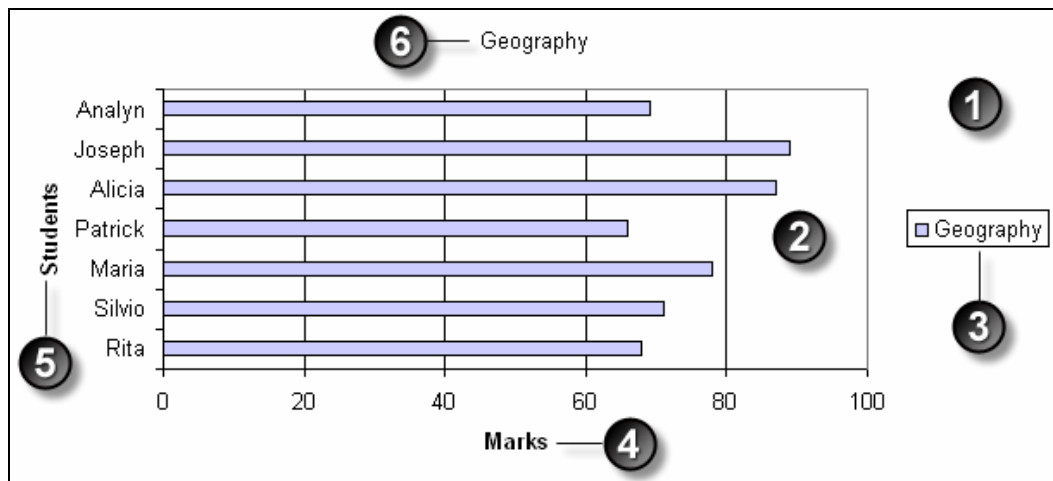 6 Geography
1
Analyn
Joseph
Alicia
Patrick
Maria
Silvio
Rita
Students
2
Geography
3
5
0 20 40 60 80 100
Marks 4